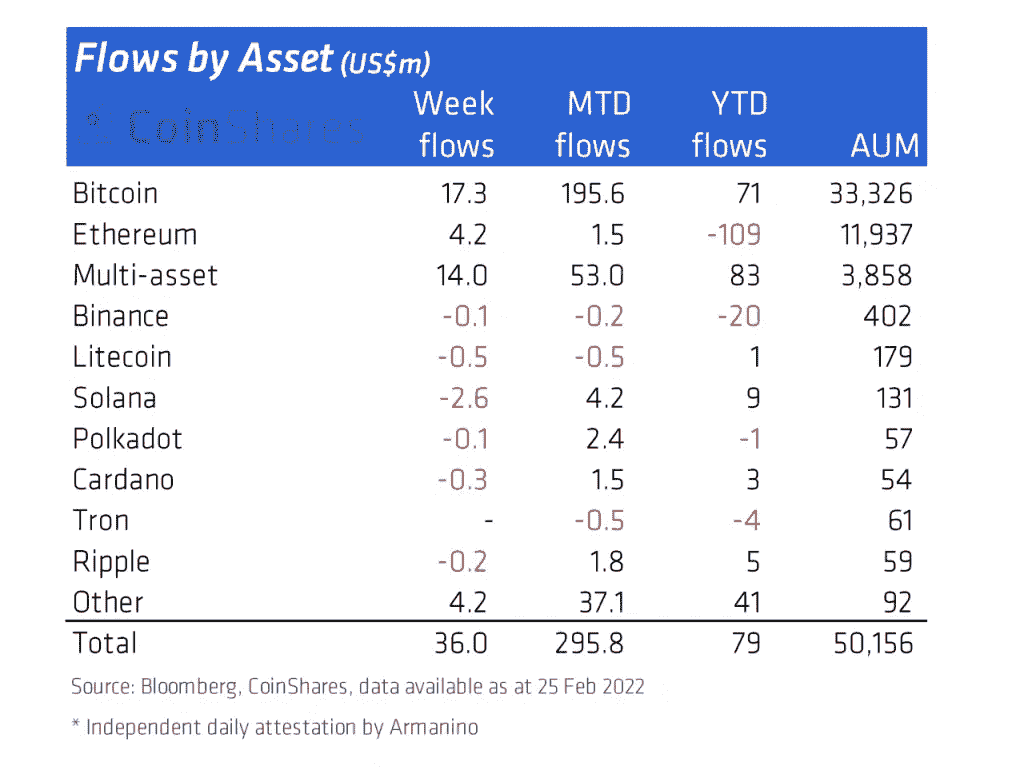 Flows by Asset (US$m)
* CoinShares
Week flows MTD flows YTD flows AUM
Bitcoin 17.3 195.6 71 33,326
Ethereum 4.2 1.5 -109 11,937
Multi-asset 14.0 53.0 83 3,858
Binance -0.1 -0.2 -20 402
Litecoin -0.5 -0.5 1 179
Solana -2.6 4.2 9 131
Polkadot -0.1 2.4 -1 57
Cardano -0.3 1.5 3 54
Tron - -0.5 -4 61
Ripple -0.2 1.8 5 59
Other 4.2 37.1 41 92
Total 36.0 295.8 79 50,156
Source: Bloomberg, CoinShares, data available as at 25 Feb 2022
* Independent daily attestation by Armanino